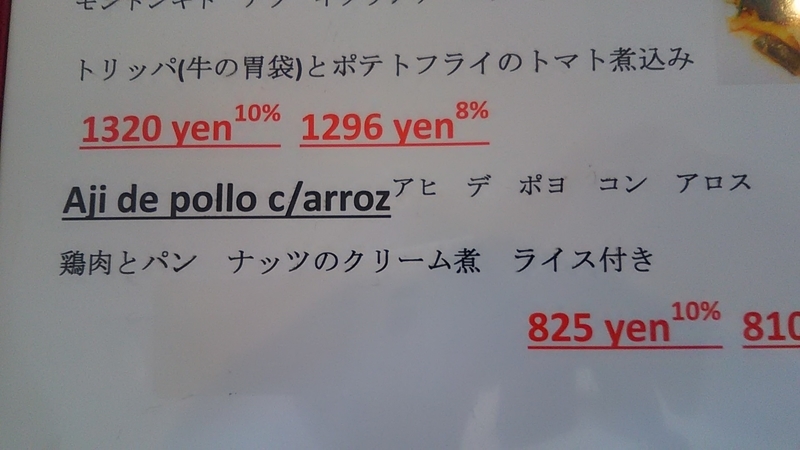 トリッパ(牛の胃袋)とポテトフライのトマト煮込み
1320 yen10% 1296 yen8%
Aji de pollo c/arroz アヒ デ ポヨ コン アロス
鶏肉とパン ナッツのクリーム煮 ライス付き
825 yen10% 810